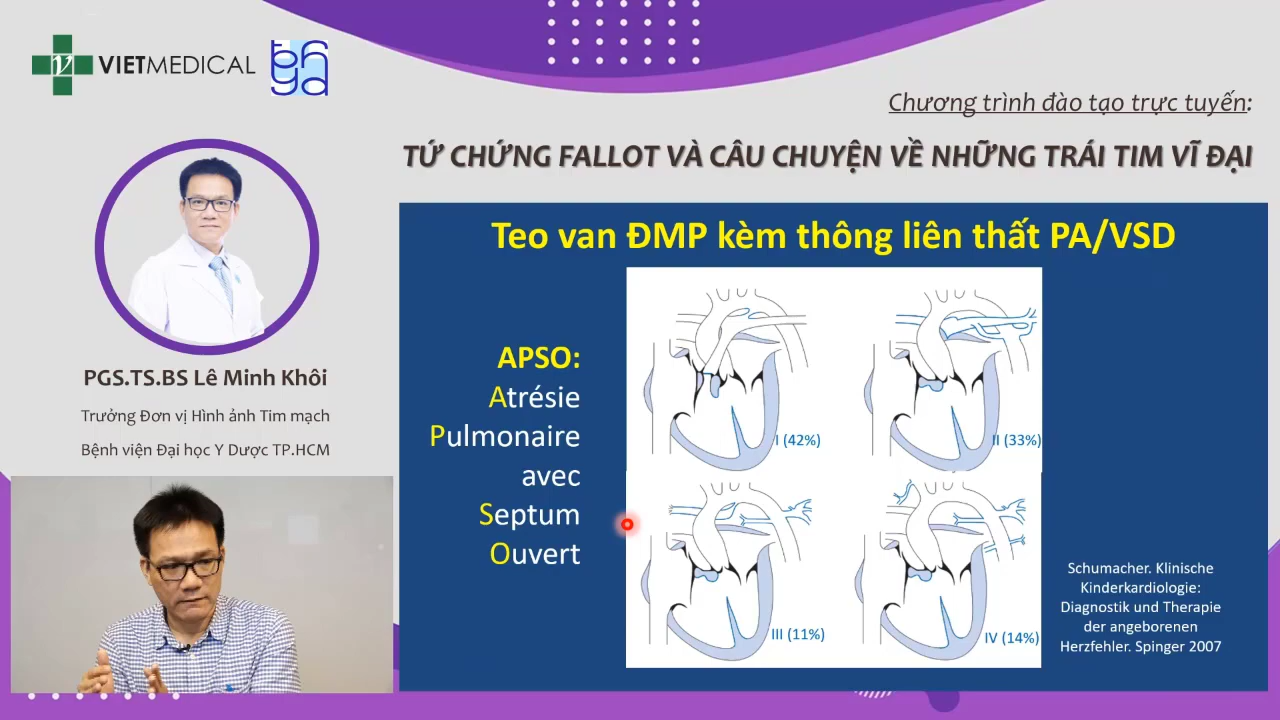 VIETMEDICAL
Chương trình đào tạo trực tuyến:
TỨ CHỨNG FALLOT VÀ CÂU CHUYỆN VỀ NHỮNG TRÁI TIM VĨ ĐẠI
PGS.TS.BS Lê Minh Khôi
Trưởng Đơn vị Hình ảnh Tim mạch
Bệnh viện Đại học Y Dược TP.HCM
Teo van ĐMP kèm thông liên thất PA/VSD
APSO:
Atrésie
Pulmonaire
avec
Septum
Ouvert
I (42%)
II (33%)
III (11%)
IV (14%)
Schumacher. Klinische
Kinderkardiologie:
Diagnostik und Therapie
der angeborenen
Herzfehler. Spinger 2007